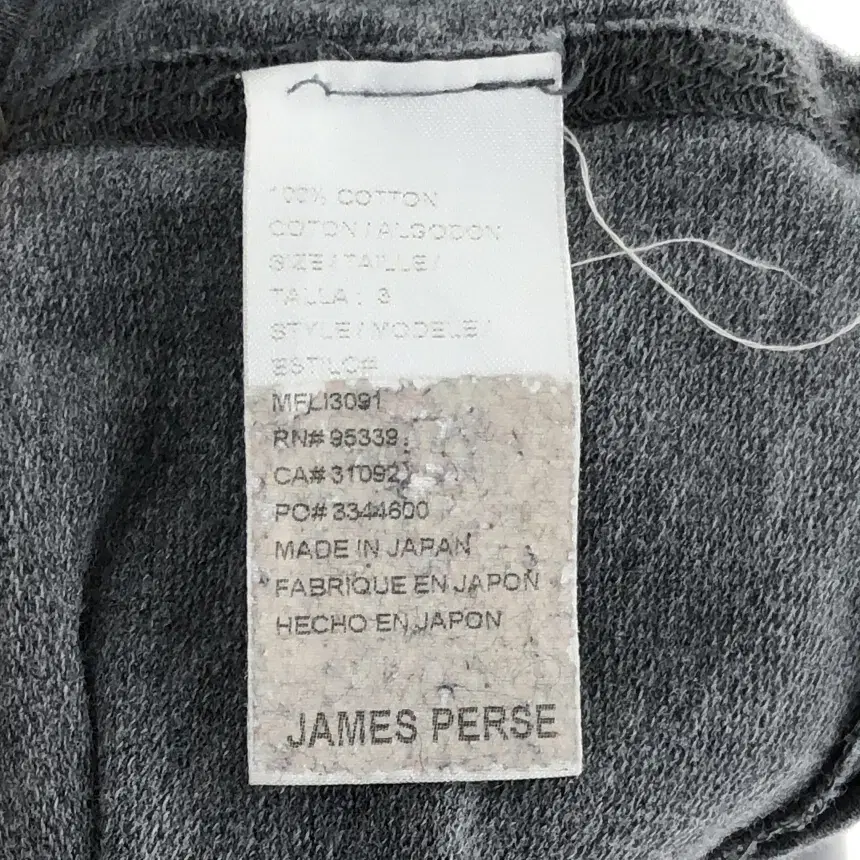 100% COTTON
COTON/ALGODON
SIZE/TAILLE/
TALLA: 3
STYLE/MODELE/
ESTILO#
MFLI3091
RN# 95339
CA# 31092
PO# 3344600
MADE IN JAPAN
FABRIQUE EN JAPON
HECHO EN JAPON
JAMES PERSE